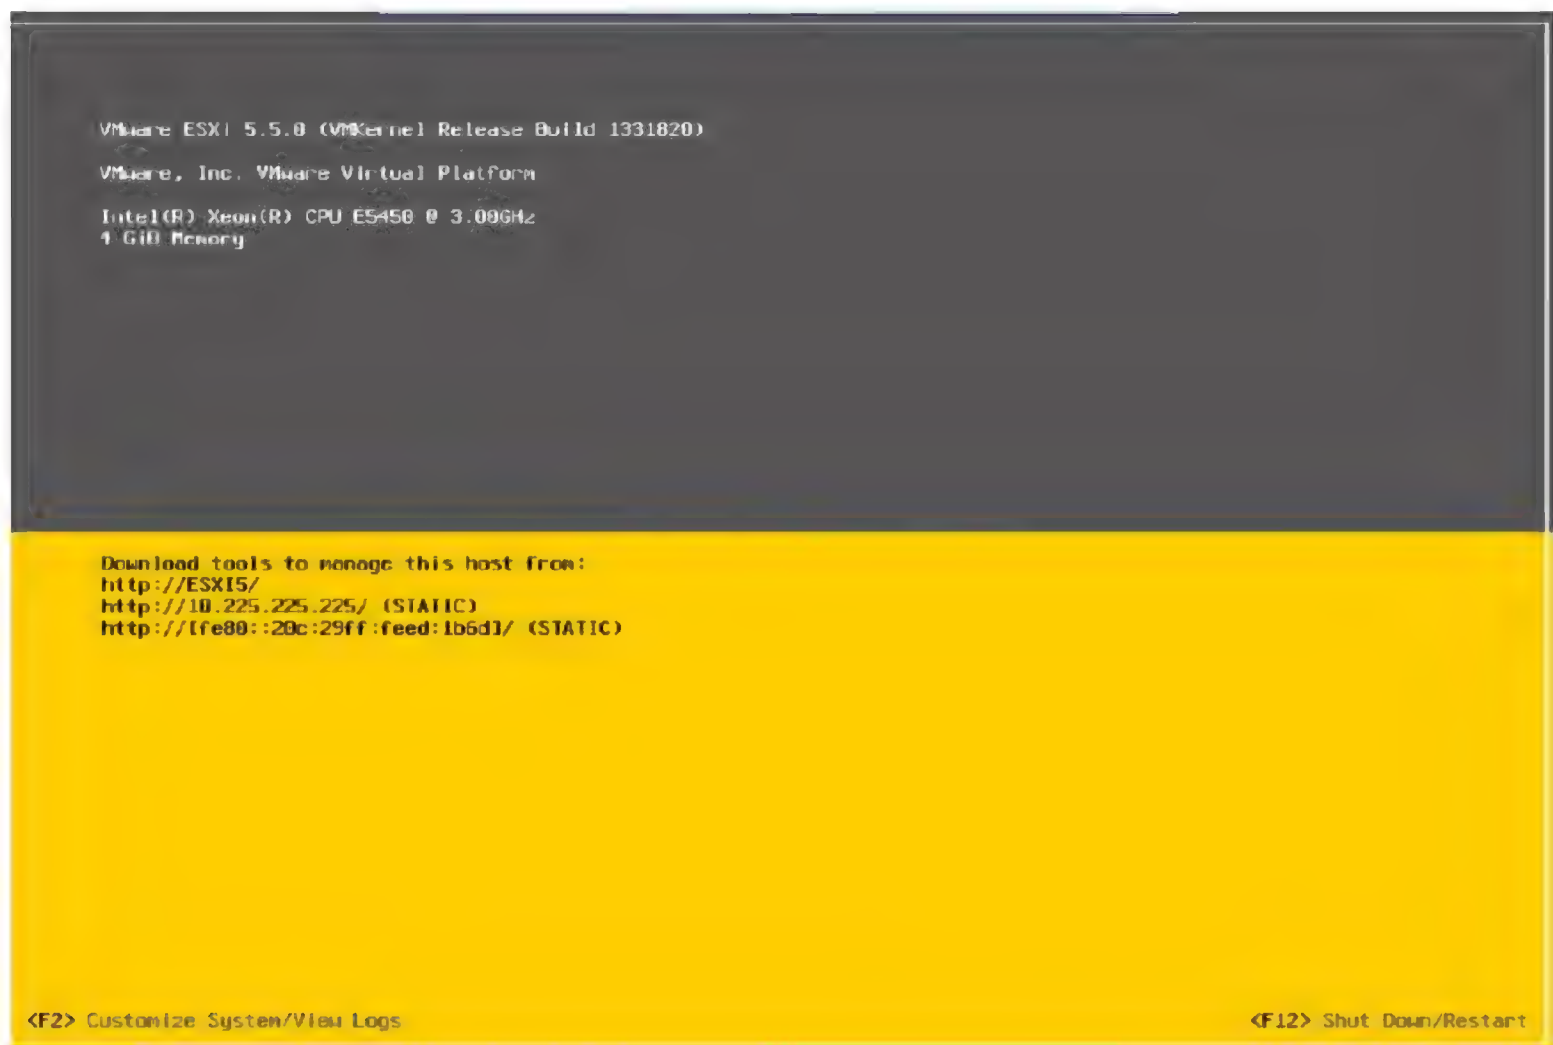 VMware ESXi 5.5.0 (VMKernel Release Build 1331820)
VMware, Inc. VMware Virtual Platform
Intel(R) Xeon(R) CPU E5450 @ 3.00GHz
4 GiB Memory
Download tools to manage this host from:
http://ESXI5/
http://10.225.225.225/ (STATIC)
http://[fe80::20c:29ff:feed:1b6d]/ (STATIC)
<F2> Customize System/View Logs
<F12> Shut Down/Restart